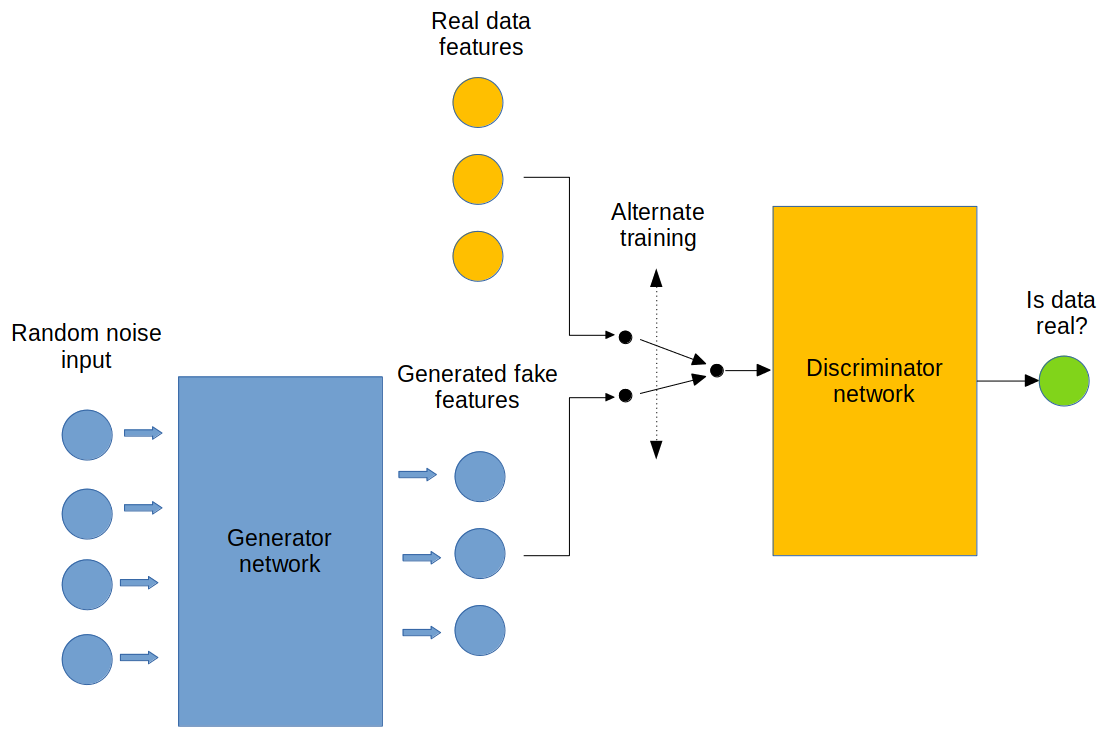 Real data
features
Alternate
training
Is data
real?
Random noise
input
Generated fake
features
Discriminator
network
Generator
network